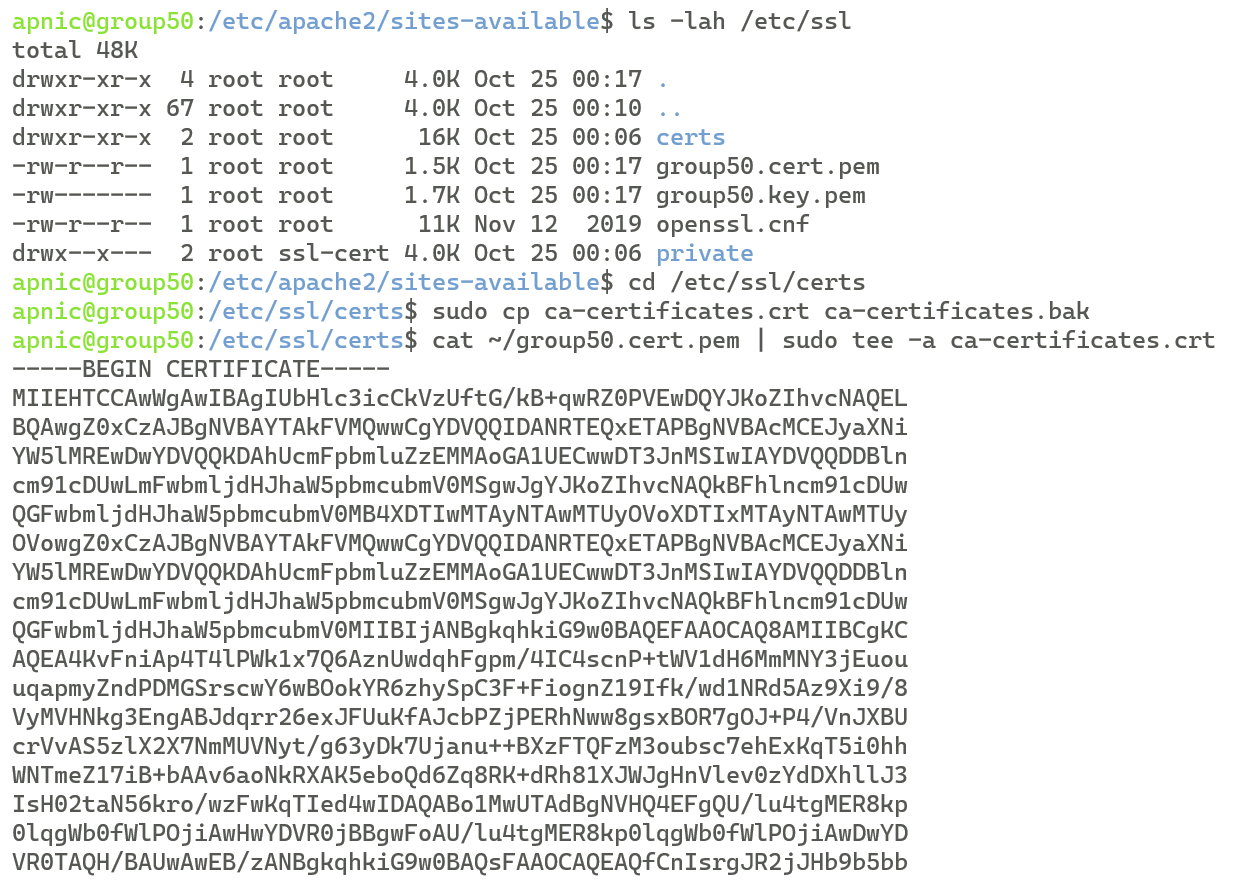 apnic@group50:/etc/apache2/sites-available$ ls -lah /etc/ssl
total 48K
drwxr-xr-x  4 root root     4.0K Oct 25 00:17 .
drwxr-xr-x 67 root root     4.0K Oct 25 00:10 ..
drwxr-xr-x  2 root root      16K Oct 25 00:06 certs
-rw-r--r--  1 root root     1.5K Oct 25 00:17 group50.cert.pem
-rw-------  1 root root     1.7K Oct 25 00:17 group50.key.pem
-rw-r--r--  1 root root      11K Nov 12  2019 openssl.cnf
drwx--x---  2 root ssl-cert 4.0K Oct 25 00:06 private
apnic@group50:/etc/apache2/sites-available$ cd /etc/ssl/certs
apnic@group50:/etc/ssl/certs$ sudo cp ca-certificates.crt ca-certificates.bak
apnic@group50:/etc/ssl/certs$ cat ~/group50.cert.pem | sudo tee -a ca-certificates.crt
-----BEGIN CERTIFICATE-----
MIIEHTCCAwWgAwIBAgIUbHlc3icCkVzUftG/kB+qwRZ0PVEwDQYJKoZIhvcNAQEL
BQAwgZ0xCzAJBgNVBAYTAkFVMQwwCgYDVQQIDANRTEQxETAPBgNVBAcMCEJyaXNi
YW5lMREwDwYDVQQKDAhUcmFpbmluZzEMMAoGA1UECwwDT3JnMSIwIAYDVQQDDBln
cm91cDUwLmFwbmljdHJhaW5pbmcubmV0MSgwJgYJKoZIhvcNAQkBFhlncm91cDUw
QGFwbmljdHJhaW5pbmcubmV0MB4XDTIwMTAyNTAwMTUyOVoXDTIxMTAyNTAwMTUy
OVowgZ0xCzAJBgNVBAYTAkFVMQwwCgYDVQQIDANRTEQxETAPBgNVBAcMCEJyaXNi
YW5lMREwDwYDVQQKDAhUcmFpbmluZzEMMAoGA1UECwwDT3JnMSIwIAYDVQQDDBln
cm91cDUwLmFwbmljdHJhaW5pbmcubmV0MSgwJgYJKoZIhvcNAQkBFhlncm91cDUw
QGFwbmljdHJhaW5pbmcubmV0MIIBIjANBgkqhkiG9w0BAQEFAAOCAQ8AMIIBCgKC
AQEA4KvFniAp4T4lPWk1x7Q6AznUwdqhFgpm/4IC4scnP+tWV1dH6MmMNY3jEuou
uqapmyZndPDMGSrscwY6wBOokYR6zhySpC3F+FiognZ19Ifk/wd1NRd5Az9Xi9/8
VyMVHNkg3EngABJdqrr26exJFUuKfAJcbPZjPERhNww8gsxBOR7gOJ+P4/VnJXBU
crVvAS5zlX2X7NmMUVNyt/g63yDk7Ujanu++BXzFTQFzM3oubsc7ehExKqT5i0hh
WNTmeZ17iB+bAAv6aoNkRXAK5eboQd6Zq8RK+dRh81XJWJgHnVlev0zYdDXhllJ3
IsH02taN56kro/wzFwKqTIed4wIDAQABo1MwUTAdBgNVHQ4EFgQU/lu4tgMER8kp
0lqgWb0fWlPOjiAwHwYDVR0jBBgwFoAU/lu4tgMER8kp0lqgWb0fWlPOjiAwDwYD
VR0TAQH/BAUwAwEB/zANBgkqhkiG9w0BAQsFAAOCAQEAQfCnIsrgJR2jJHb9b5bb